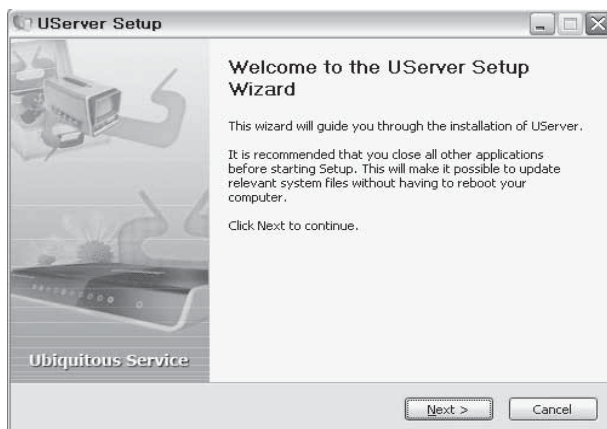 UServer Setup
Welcome to the UServer Setup
Wizard
This wizard will guide you through the installation of UServer.
It is recommended that you close all other applications
before starting Setup. This will make it possible to update
relevant system files without having to reboot your
computer.
Click Next to continue.
Ubiquitous Service
Next >
Cancel